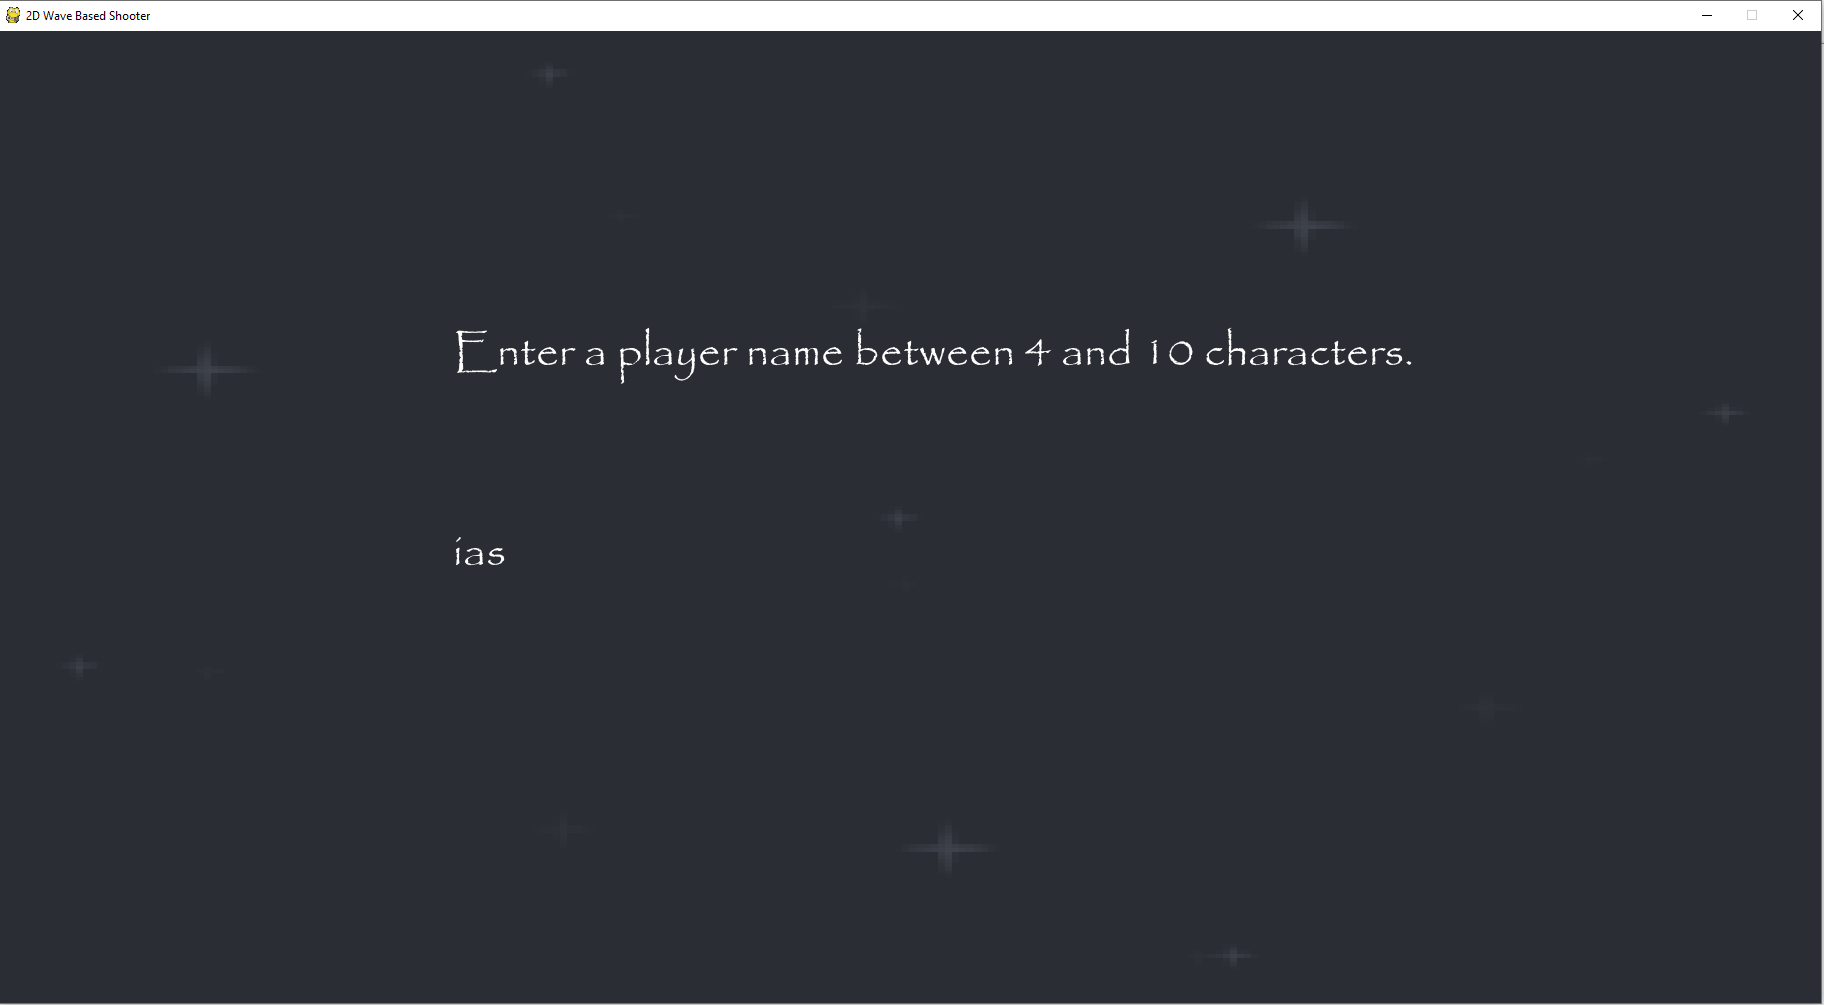 2D Wave Based Shooter
Enter a player name between 4 and 10 characters.
ias